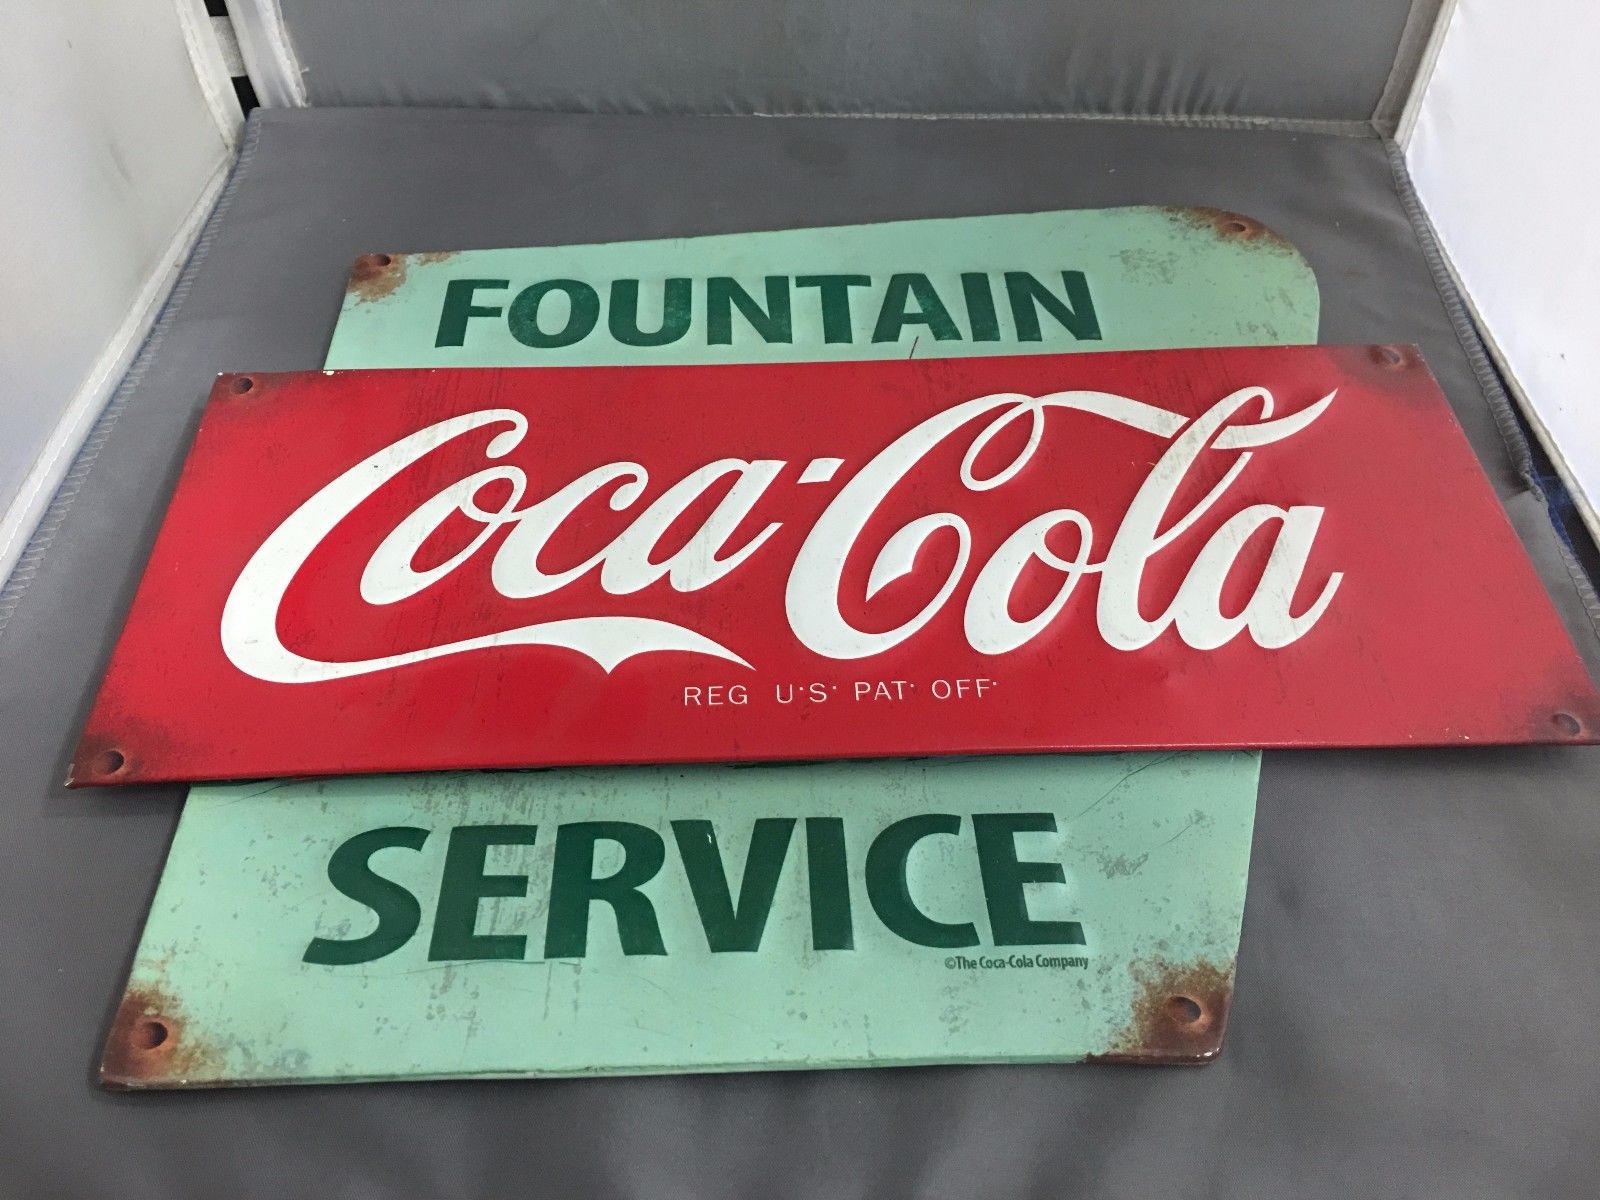 FOUNTAIN
Coca-Cola
REG U·S· PAT· OFF·
SERVICE
©The Coca-Cola Company